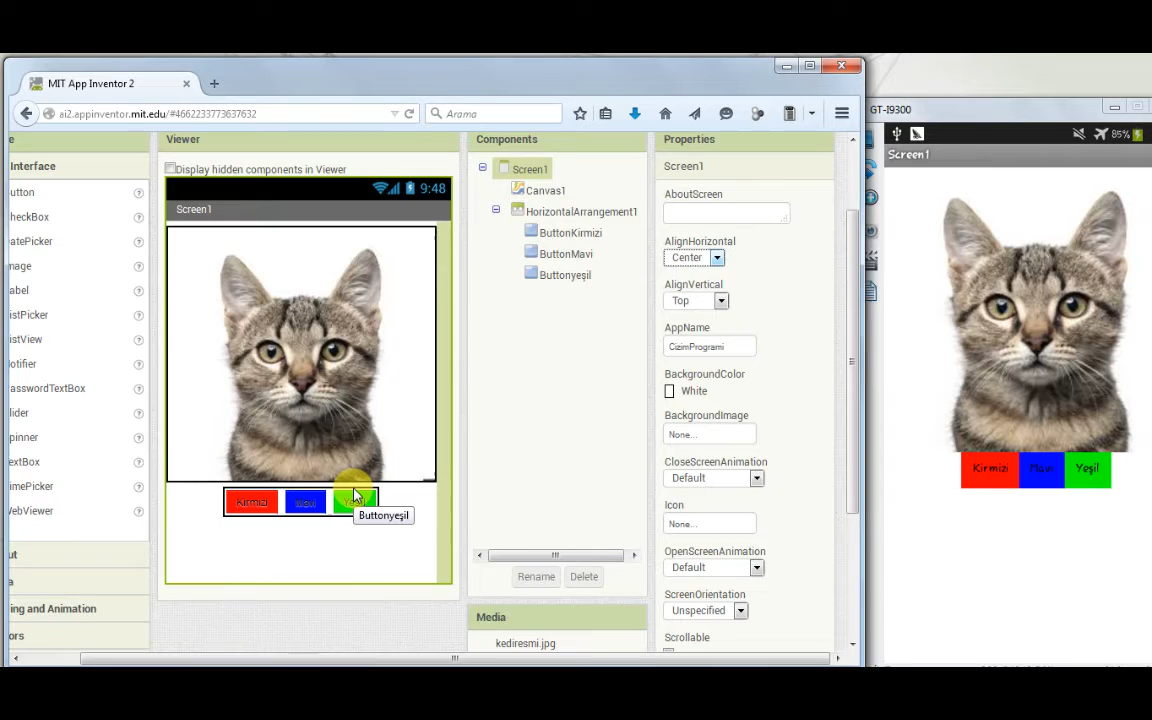 MIT App Inventor 2
ai2.appinventor.mit.edu/#4662233773637632
Arama
e
Viewer
Components
Properties
Interface
utton
heckBox
atePicker
mage
abel
istPicker
istView
otifier
asswordTextBox
lider
pinner
extBox
imePicker
WebViewer
ut
a
ing and Animation
ors
Display hidden components in Viewer
9:48
Screen1
Kirmizi
Mavi
Buttonyeşil
Screen1
Canvas1
HorizontalArrangement1
ButtonKirmizi
ButtonMavi
Buttonyeşil
Rename
Delete
Media
kediresmi.jpg
Screen1
AboutScreen
AlignHorizontal
Center
AlignVertical
Top
AppName
CizimProgrami
BackgroundColor
White
BackgroundImage
None...
CloseScreenAnimation
Default
Icon
None...
OpenScreenAnimation
Default
ScreenOrientation
Unspecified
Scrollable
GT-I9300
85%
Screen1
Kirmizi
Mavi
Yeşil